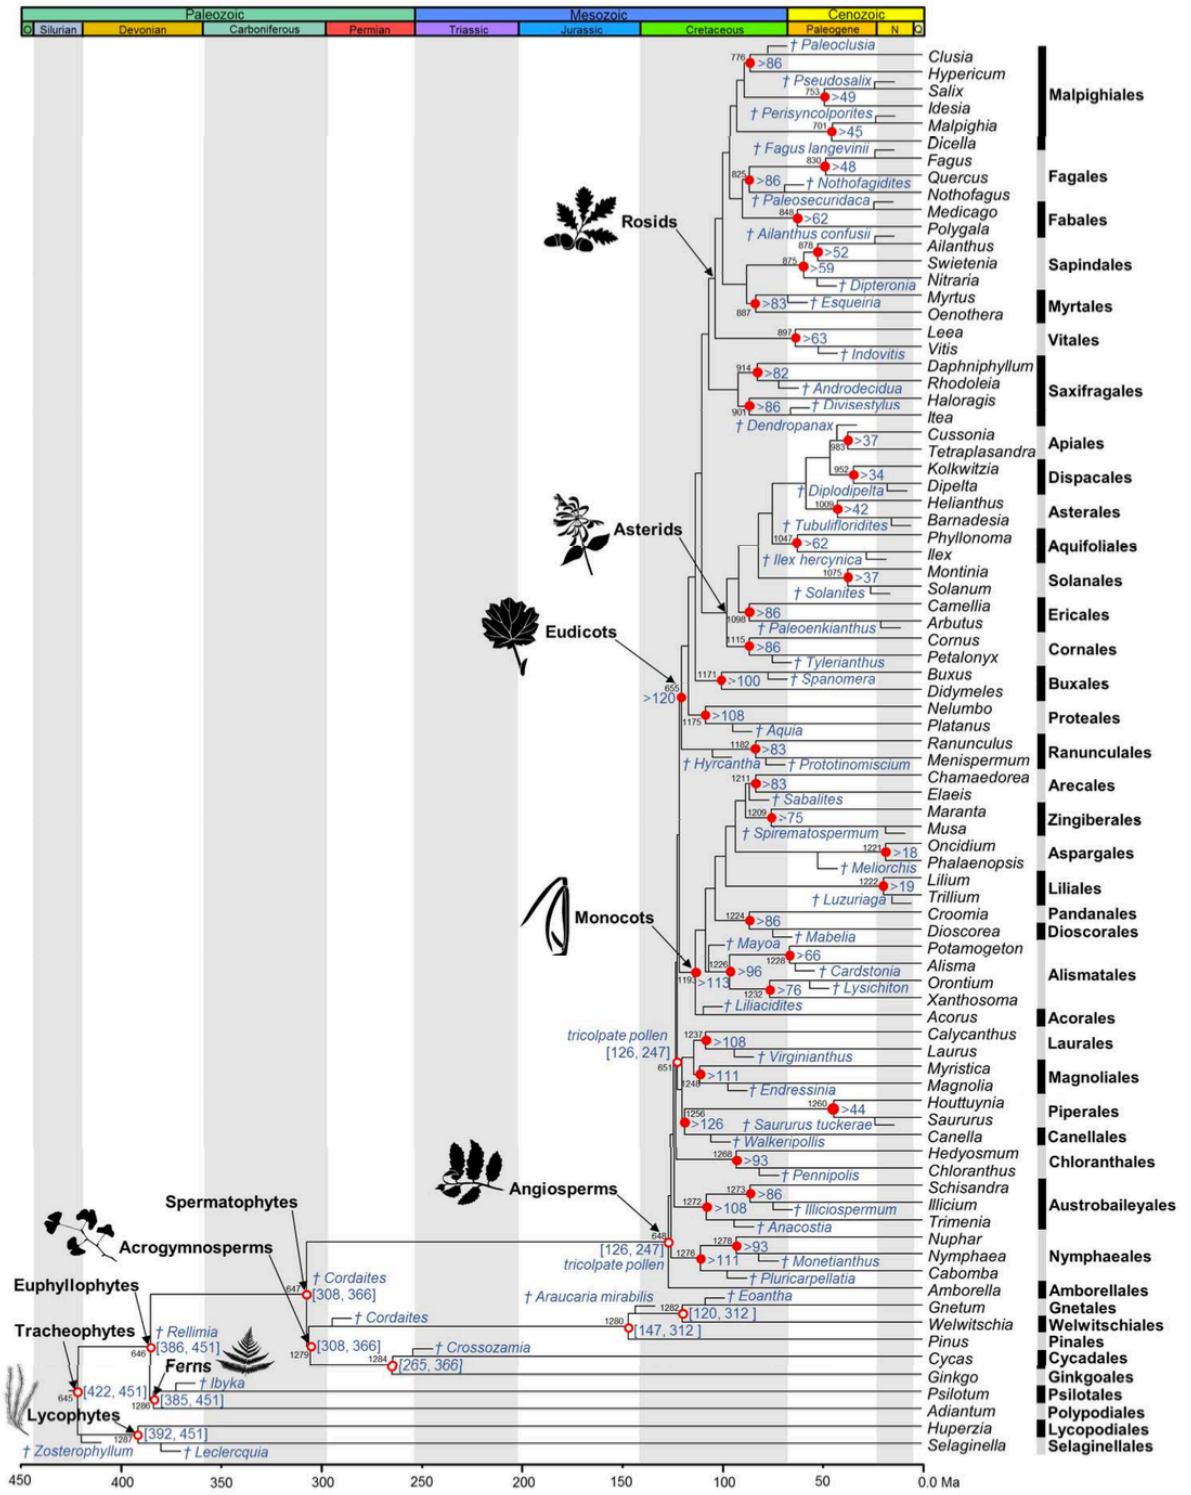 Paleozoic Mesozoic Cenozoic
O Silurian Devonian Carboniferous Permian Triassic Jurassic Cretaceous Paleogene N Q
† Paleoclusia
Clusia
776 >86
Hypericum
† Pseudosalix
Salix
753 >49
Malpighiales
Idesia
† Perisyncolporites
Malpighia
701 >45
Dicella
† Fagus langevinii
Fagus
830 >48
Quercus
Fagales
825 >86 † Nothofagidites
Nothofagus
† Paleosecuridaca
Medicago
848 >62
Fabales
Rosids
Polygala
† Ailanthus confusii
Ailanthus
878 >52
Swietenia
875 >59
Sapindales
Nitraria
† Dipteronia
Myrtus
>83 † Esqueiria
Myrtales
887
Oenothera
Leea
897 >63
Vitales
Vitis
† Indovitis
Daphniphyllum
914 >82
Rhodoleia
† Androdecidua
Saxifragales
Haloragis
>86 † Divisestylus
901
Itea
† Dendropanax
Cussonia
983 >37
Apiales
Tetraplasandra
Kolkwitzia
952 >34
Dispacales
Dipelta
† Diplodipelta
Helianthus
1009 >42
Asterales
Barnadesia
† Tubulifloridites
Asterids
Phyllonoma
1047 >62
Aquifoliales
Ilex
† Ilex hercynica
Montinia
1075 >37
Solanales
Solanum
† Solanites
Camellia
>86
1098
Ericales
Arbutus
† Paleoenkianthus
Eudicots
Cornus
1115 >86
Cornales
Petalonyx
† Tylerianthus
Buxus
1171 >100 † Spanomera
Buxales
655
>120
Didymeles
Nelumbo
>108
1175
Proteales
Platanus
† Aquia
Ranunculus
1182 >83
Ranunculales
Menispermum
† Hyrcantha † Prototinomiscium
Chamaedorea
1211 >83
Arecales
Elaeis
† Sabalites
Maranta
1209 >75
Zingiberales
Musa
† Spirematospermum
Oncidium
1221 >18
Aspargales
Phalaenopsis
† Meliorchis
Lilium
1222 >19
Liliales
Trillium
† Luzuriaga
Monocots
Croomia
1224 >86
Pandanales
Dioscorea
Dioscorales
† Mabelia
† Mayoa
Potamogeton
1228 >66
Alisma
1226 >96 † Cardstonia
1193 >113
Alismatales
Orontium
† Lysichiton
1232 >76
Xanthosoma
† Liliacidites
Acorus
Acorales
tricolpate pollen
[126, 247]
651
Calycanthus
1237 >108
Laurales
Laurus
† Virginianthus
Myristica
>111
1248
Magnoliales
Magnolia
† Endressinia
Houttuynia
1260 >44
Piperales
Saururus
1256 >126 † Saururus tuckerae
Canella
Canellales
† Walkeripollis
Hedyosmum
1268 >93
Chloranthales
Chloranthus
† Pennipolis
Angiosperms
Schisandra
1273 >86
Illicium
1272 >108 † Illiciospermum
Austrobaileyales
Trimenia
† Anacostia
648
[126, 247]
tricolpate pollen
Nuphar
1278 >93
Nymphaea
1276 >111 † Monetianthus
Nymphaeales
Cabomba
† Pluricarpellatia
Spermatophytes
Acrogymnosperms
Amborella
Amborellales
647 † Cordaites
[308, 366]
† Araucaria mirabilis † Eoantha
Gnetum
Gnetales
1282 [120, 312 ]
† Cordaites
Welwitschia
Welwitschiales
1280 [147, 312 ]
Euphyllophytes
Pinus
Pinales
1279 [308, 366]
† Crossozamia
Cycas
Cycadales
1284 [265, 366]
Ginkgo
Ginkgoales
Tracheophytes
† Rellimia
646 [386, 451]
Ferns
† Ibyka
Psilotum
Psilotales
645 [422, 451]
1286 [385, 451]
Adiantum
Polypodiales
Lycophytes
Huperzia
Lycopodiales
1287 [392, 451]
Selaginella
Selaginellales
† Zosterophyllum † Leclercquia
450 400 350 300 250 200 150 100 50 0.0 Ma